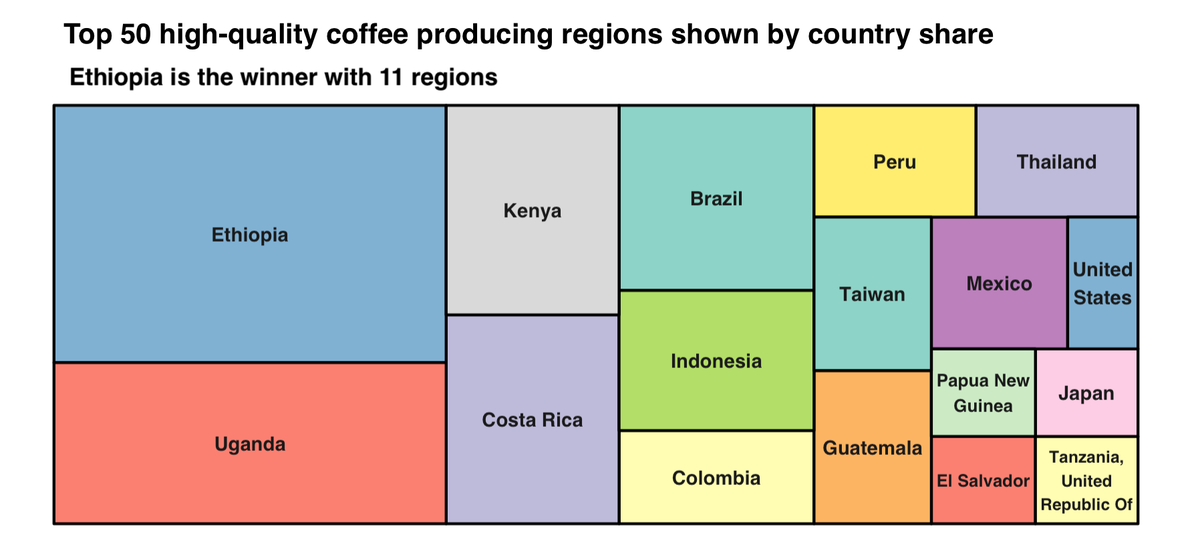 Top 50 high-quality coffee producing regions shown by country share
Ethiopia is the winner with 11 regions
Ethiopia
Uganda
Kenya
Costa Rica
Brazil
Indonesia
Colombia
Peru
Thailand
Taiwan
Guatemala
Mexico
United
States
Papua New
Guinea
Japan
El Salvador
Tanzania,
United
Republic Of